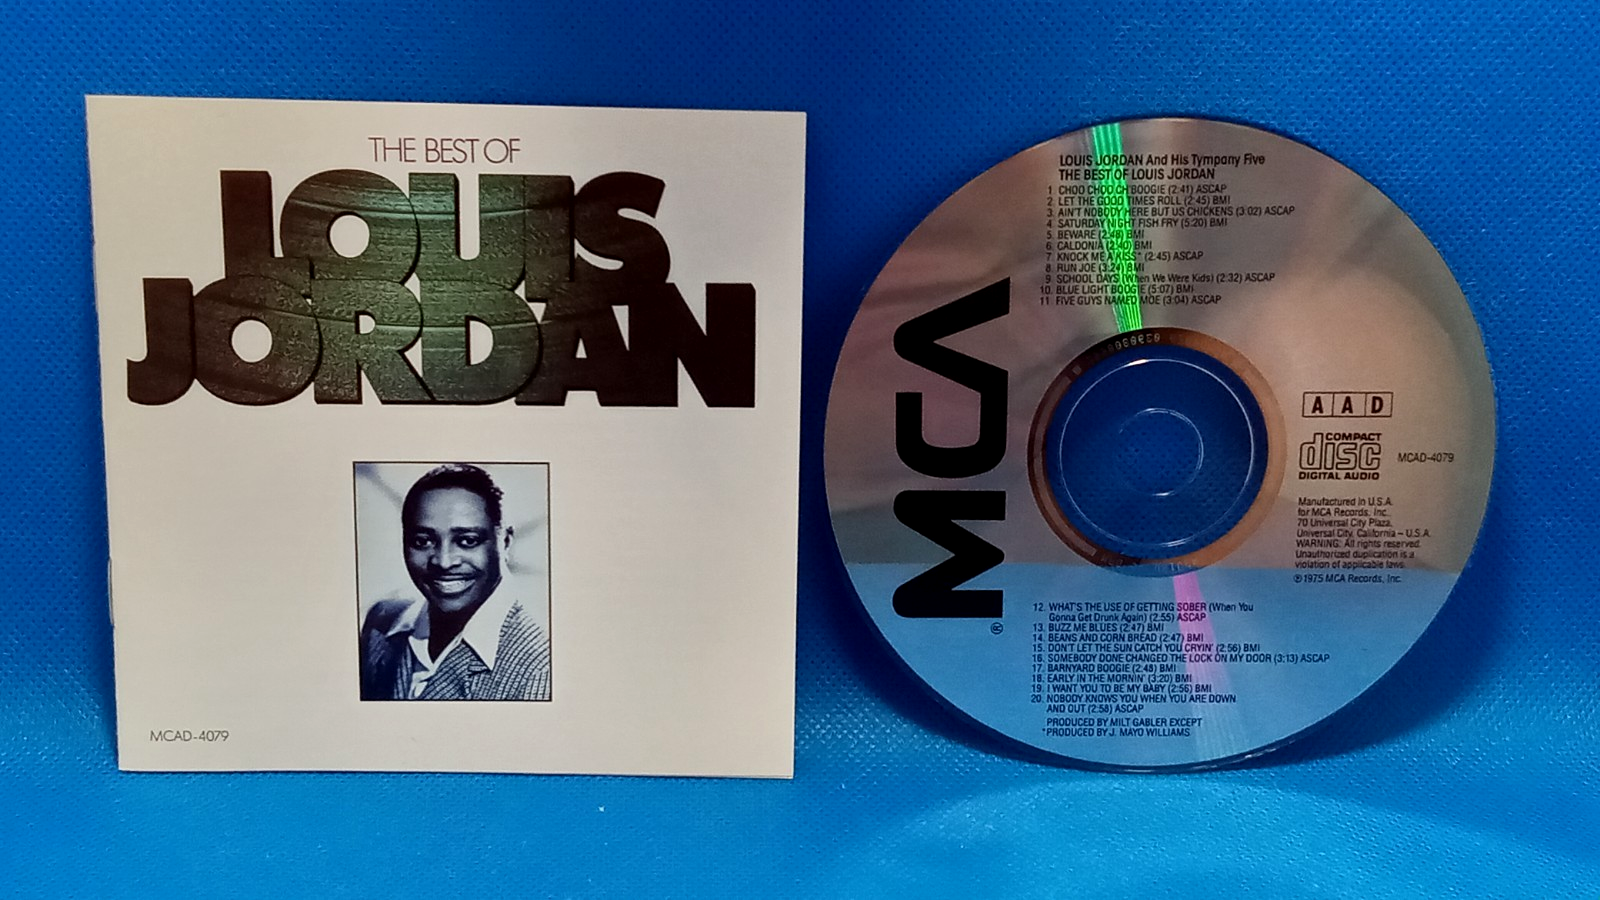 THE BEST OF
LOUIS
JORDAN
MCAD-4079
LOUIS JORDAN And His Tympany Five
THE BEST OF LOUIS JORDAN
1 CHOO CHOO CH'BOOGIE (2:41) ASCAP
2. LET THE GOOD TIMES ROLL (2:45) BMI
3. AIN'T NOBODY HERE BUT US CHICKENS (3:02) ASCAP
4 SATURDAY NIGHT FISH FRY (5:20) BMI
5. BEWARE (2:48) BMI
6. CALDONIA (2:40) BMI
7. KNOCK ME A KISS* (2:45) ASCAP
8. RUN JOE (3:24) BMI
9 SCHOOL DAYS (When We Were Kids) (2:32) ASCAP
10. BLUE LIGHT BOOGIE (5:07) BMI
11 FIVE GUYS NAMED MOE (3:04) ASCAP
MCA
®
AAD
COMPACT
disc
DIGITAL AUDIO
MCAD-4079
Manufactured in U.S.A.
for MCA Records, Inc.
70 Universal City Plaza,
Universal City, California – U.S.A.
WARNING: All rights reserved.
Unauthorized duplication is a
violation of applicable laws.
℗1975 MCA Records, Inc.
12. WHAT'S THE USE OF GETTING SOBER (When You
Gonna Get Drunk Again) (2:55) ASCAP
13. BUZZ ME BLUES (2:47) BMI
14. BEANS AND CORN BREAD (2:47) BMI
15. DON'T LET THE SUN CATCH YOU CRYIN' (2:56) BMI
16. SOMEBODY DONE CHANGED THE LOCK ON MY DOOR (3:13) ASCAP
17. BARNYARD BOOGIE (2:48) BMI
18. EARLY IN THE MORNIN' (3:20) BMI
19. I WANT YOU TO BE MY BABY (2:56) BMI
20. NOBODY KNOWS YOU WHEN YOU ARE DOWN
AND OUT (2:58) ASCAP
PRODUCED BY MILT GABLER EXCEPT
*PRODUCED BY J. MAYO WILLIAMS